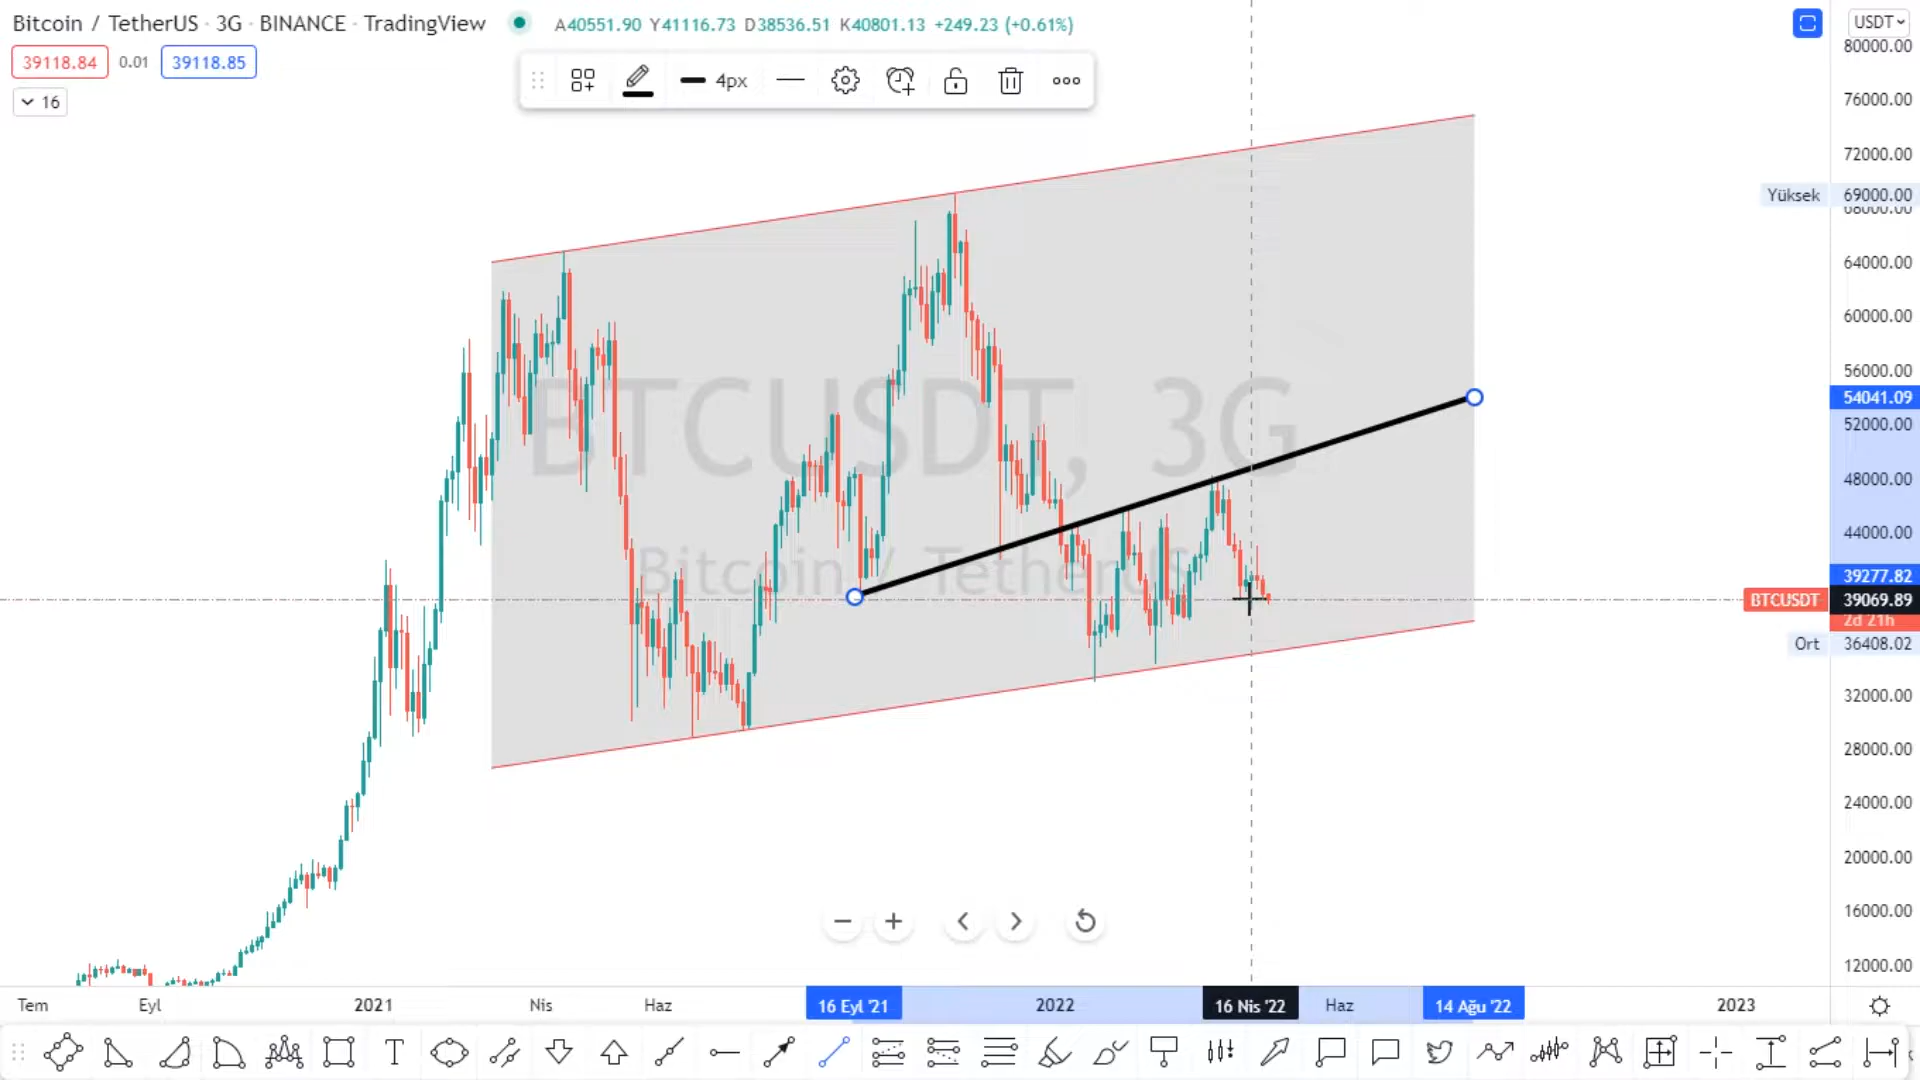 Bitcoin / TetherUS · 3G · BINANCE · TradingView
A40551.90 Y41116.73 D38536.51 K40801.13 +249.23 (+0.61%)
USDT
39118.84 0.01 39118.85
16
4px
80000.00
76000.00
72000.00
Yüksek 69000.00
68000.00
64000.00
60000.00
56000.00
54041.09
52000.00
48000.00
44000.00
39277.82
BTCUSDT 39069.89
2d 21h
Ort 36408.02
32000.00
28000.00
24000.00
20000.00
16000.00
12000.00
BTCUSDT, 3G
Bitcoin / TetherUS
Tem Eyl 2021 Nis Haz 16 Eyl '21 2022 16 Nis '22 Haz 14 Ağu '22 2023
T